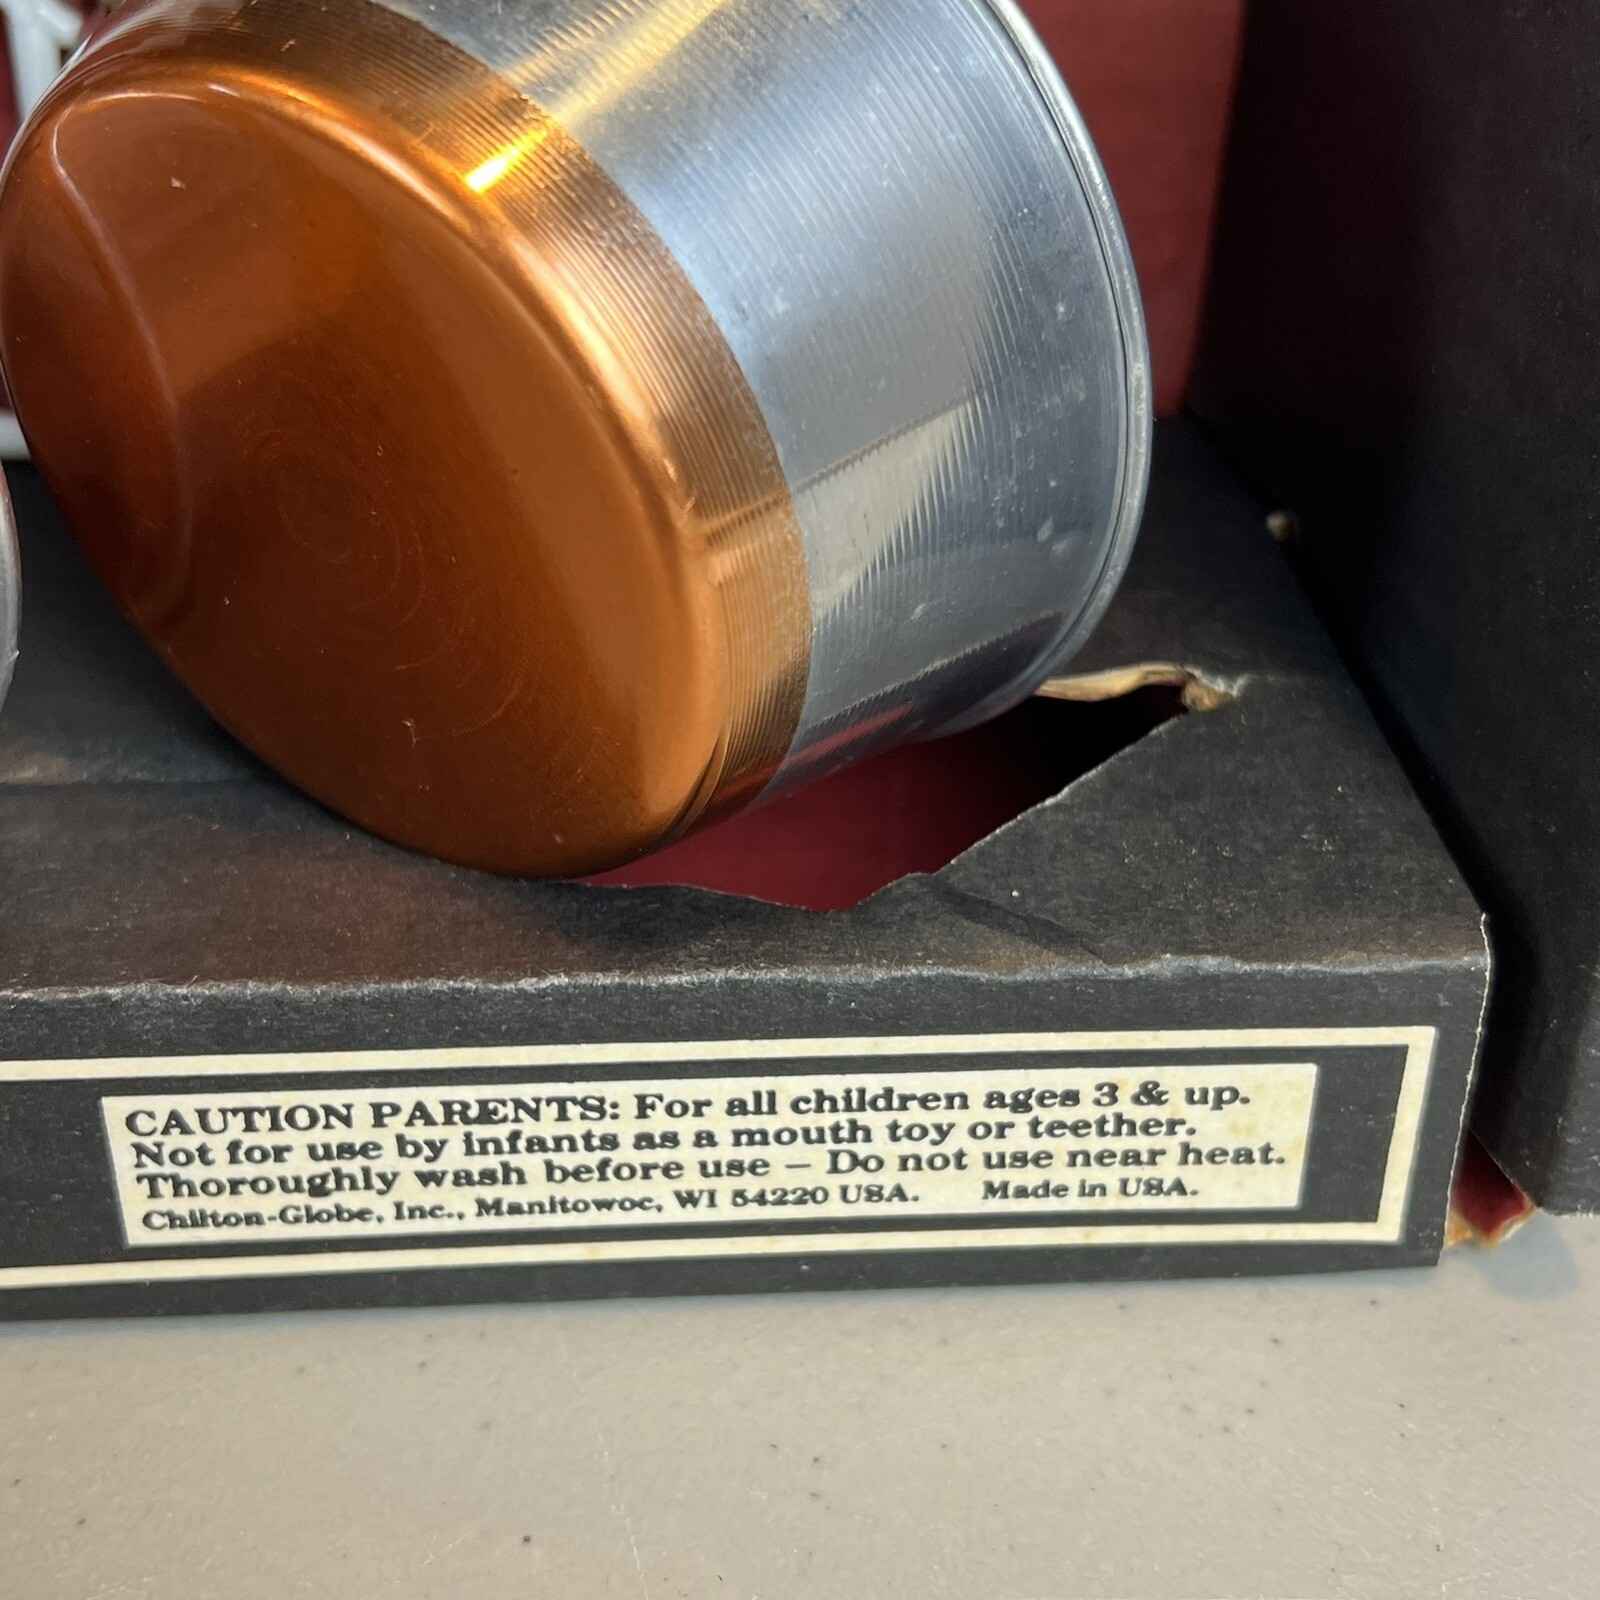 CAUTION PARENTS: For all children ages 3 & up.
Not for use by infants as a mouth toy or teether.
Thoroughly wash before use – Do not use near heat.
Chilton-Globe, Inc., Manitowoc, WI 54220 USA. Made in USA.